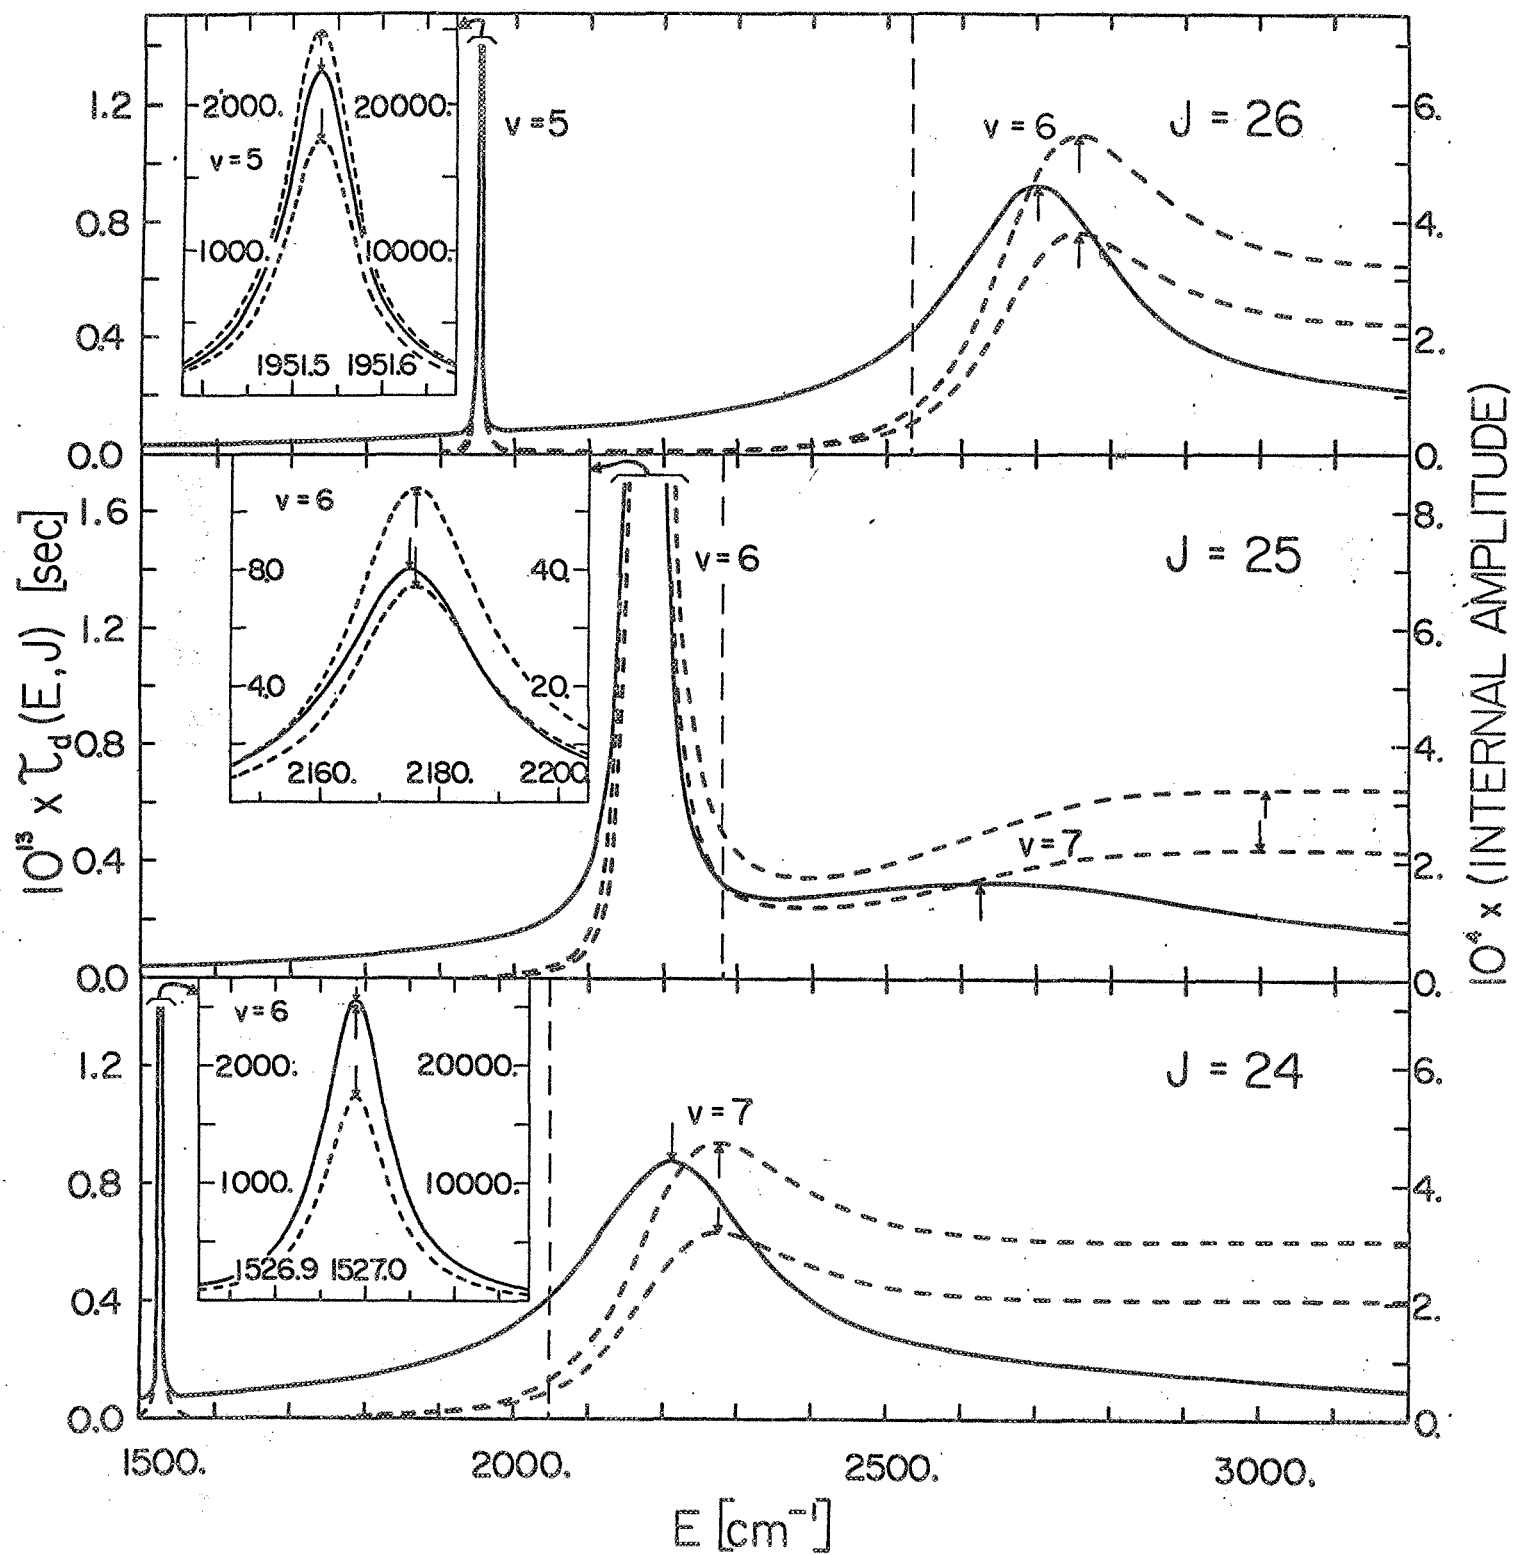 10¹³ x τd(E,J) [sec]
10⁴ x (INTERNAL AMPLITUDE)
1.2
0.8
0.4
0.0
6.
4.
2.
0.
J = 26
v=5
v=6
2000.
20000.
v=5
1000.
10000.
1951.5 1951.6
1.6
1.2
0.8
0.4
0.0
8.
6.
4.
2.
0.
J = 25
v=6
v=7
v=6
80
40.
40
20.
2160. 2180. 2200.
1.2
0.8
0.4
0.0
6.
4.
2.
0.
J = 24
v=7
v=6
2000.
20000.
1000.
10000.
1526.9 1527.0
1500. 2000. 2500. 3000.
E [cm⁻¹]